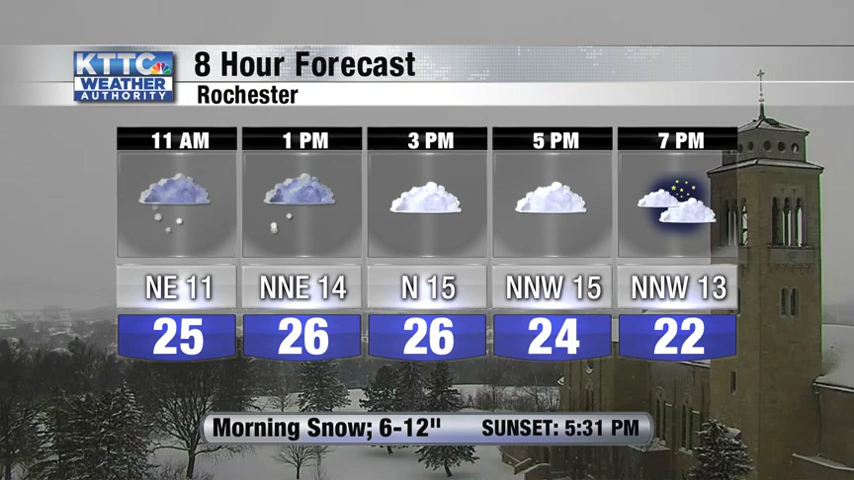 KTTC
WEATHER
AUTHORITY
8 Hour Forecast
Rochester
11 AM 1 PM 3 PM 5 PM 7 PM
NE 11 NNE 14 N 15 NNW 15 NNW 13
25 26 26 24 22
Morning Snow; 6-12" SUNSET: 5:31 PM